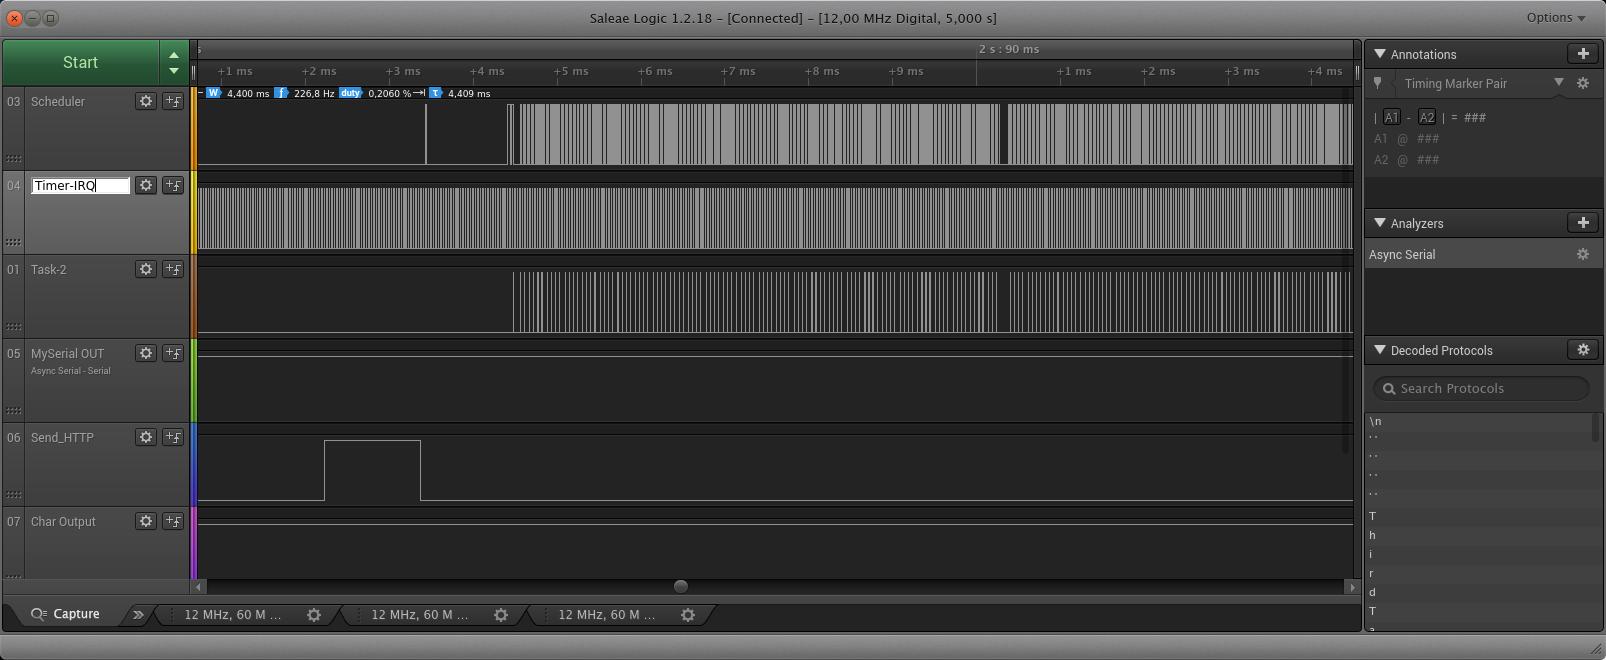 Saleae Logic 1.2.18 - [Connected] - [12,00 MHz Digital, 5,000 s]
Options
Start
s
2 s : 90 ms
+1 ms +2 ms +3 ms +4 ms +5 ms +6 ms +7 ms +8 ms +9 ms +1 ms +2 ms +3 ms +4 ms
W 4,400 ms f 226,8 Hz duty 0,2060 % T 4,409 ms
03 Scheduler
04 Timer-IRQ
01 Task-2
05 MySerial OUT
Async Serial - Serial
06 Send_HTTP
07 Char Output
Capture
12 MHz, 60 M ...
12 MHz, 60 M ...
12 MHz, 60 M ...
Annotations
Timing Marker Pair
| A1 - A2 | = ###
A1 @ ###
A2 @ ###
Analyzers
Async Serial
Decoded Protocols
Search Protocols
\n
' '
' '
' '
' '
T
h
i
r
d
T
a